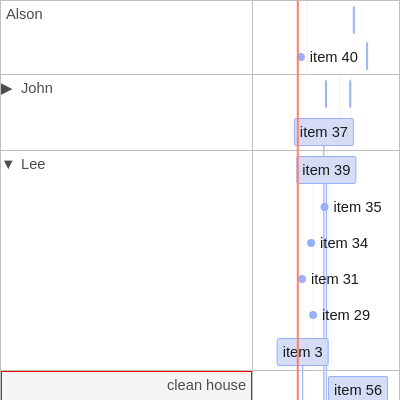 Alson
item 40
▶ John
item 37
▼ Lee
item 39
item 35
item 34
item 31
item 29
item 3
clean house
item 56